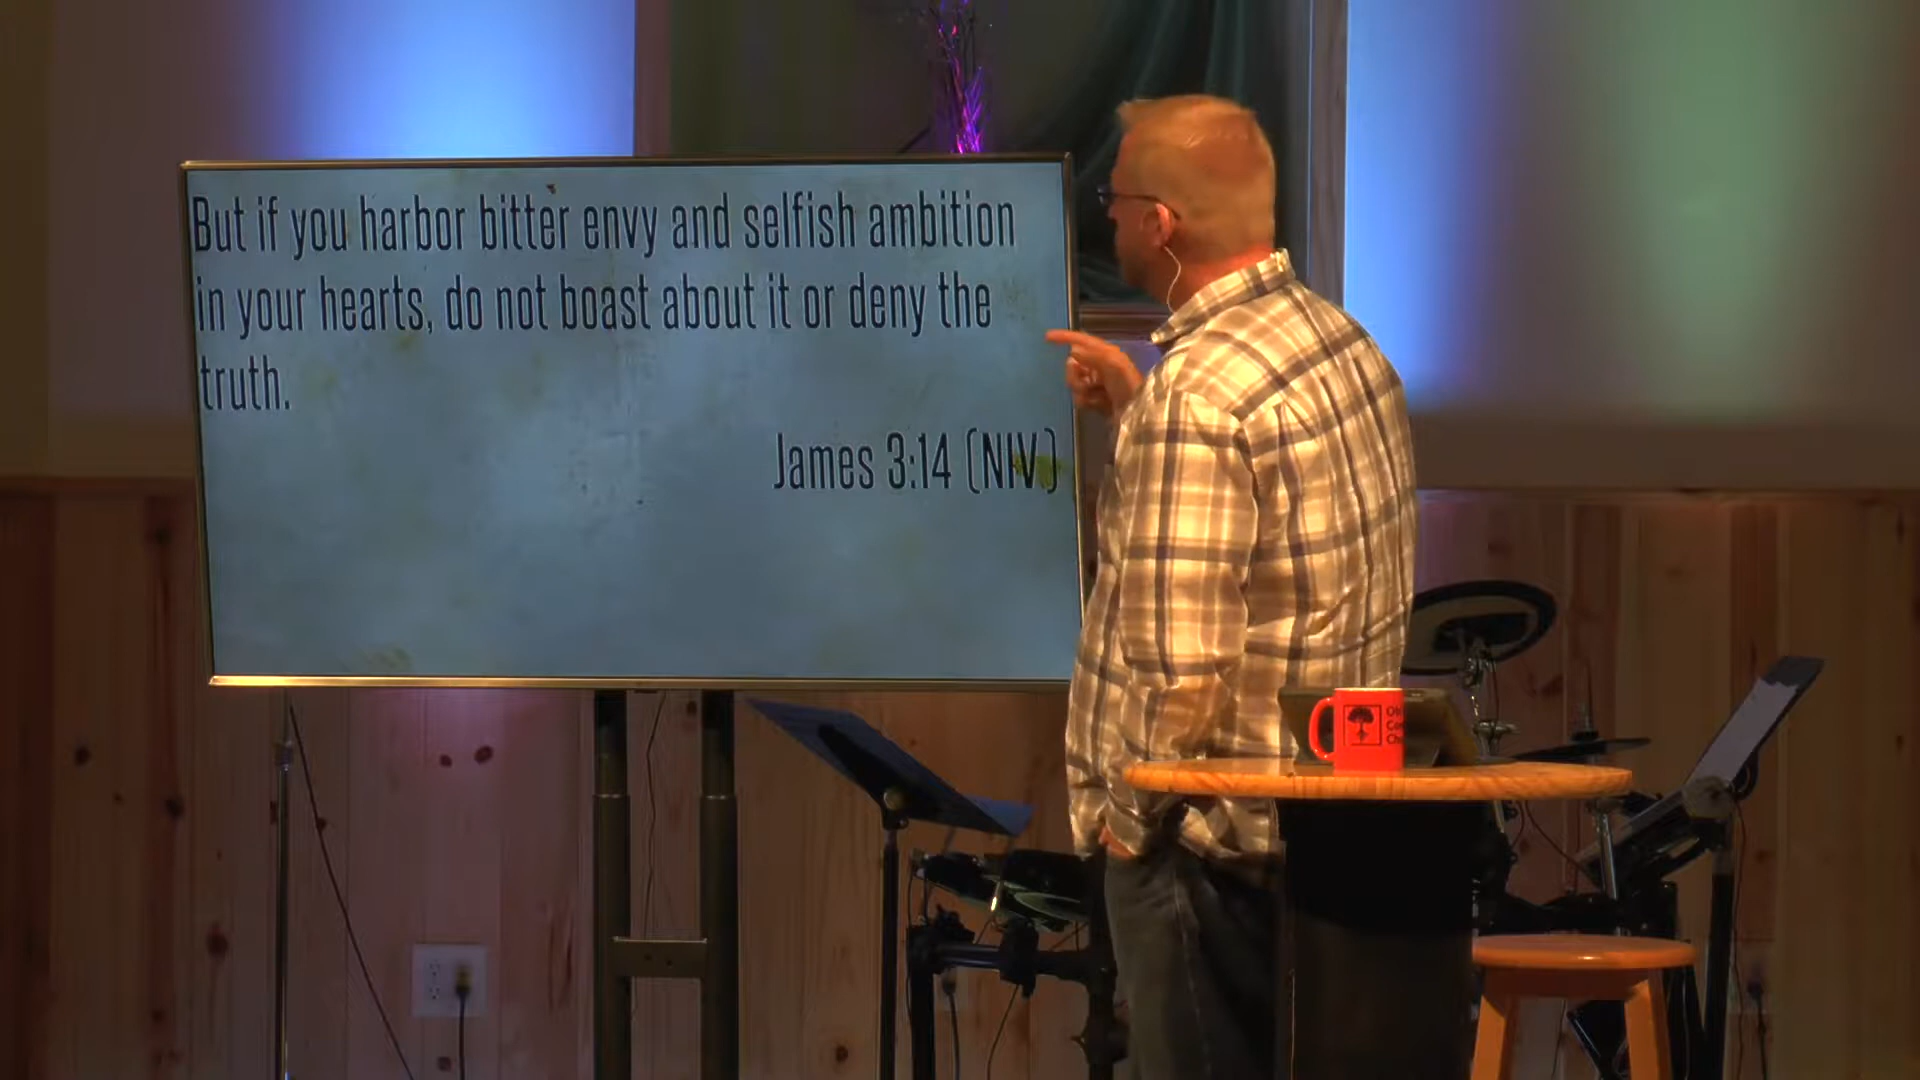 But if you harbor bitter envy and selfish ambition
in your hearts, do not boast about it or deny the
truth.
James 3:14 (NIV)